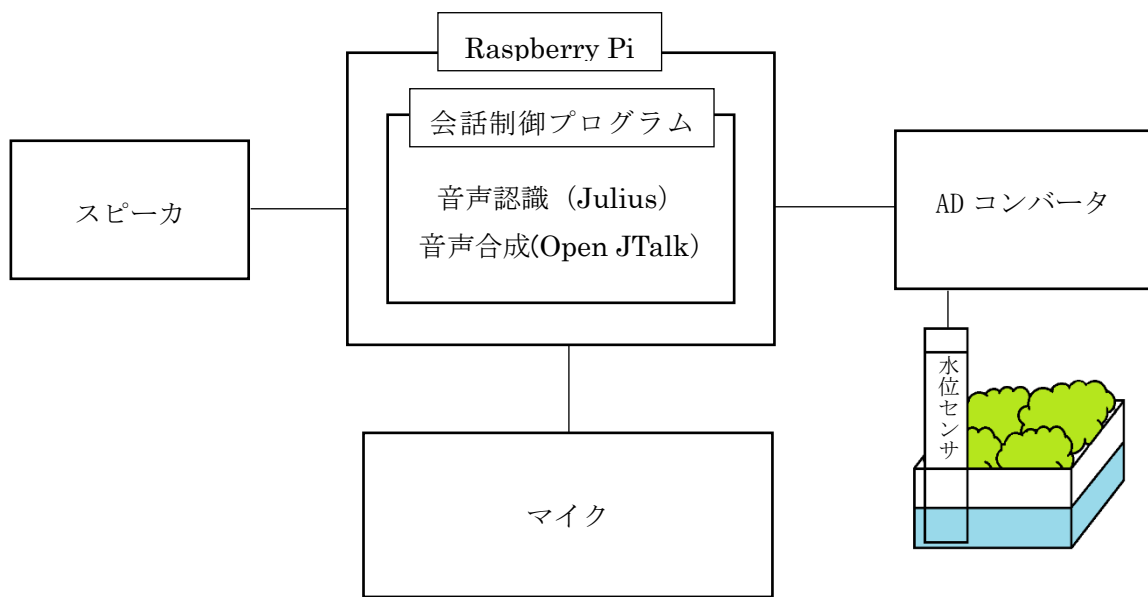 Raspberry Pi
会話制御プログラム
音声認識（Julius）
音声合成(Open JTalk）
スピーカ
AD コンバータ
水位センサ
マイク